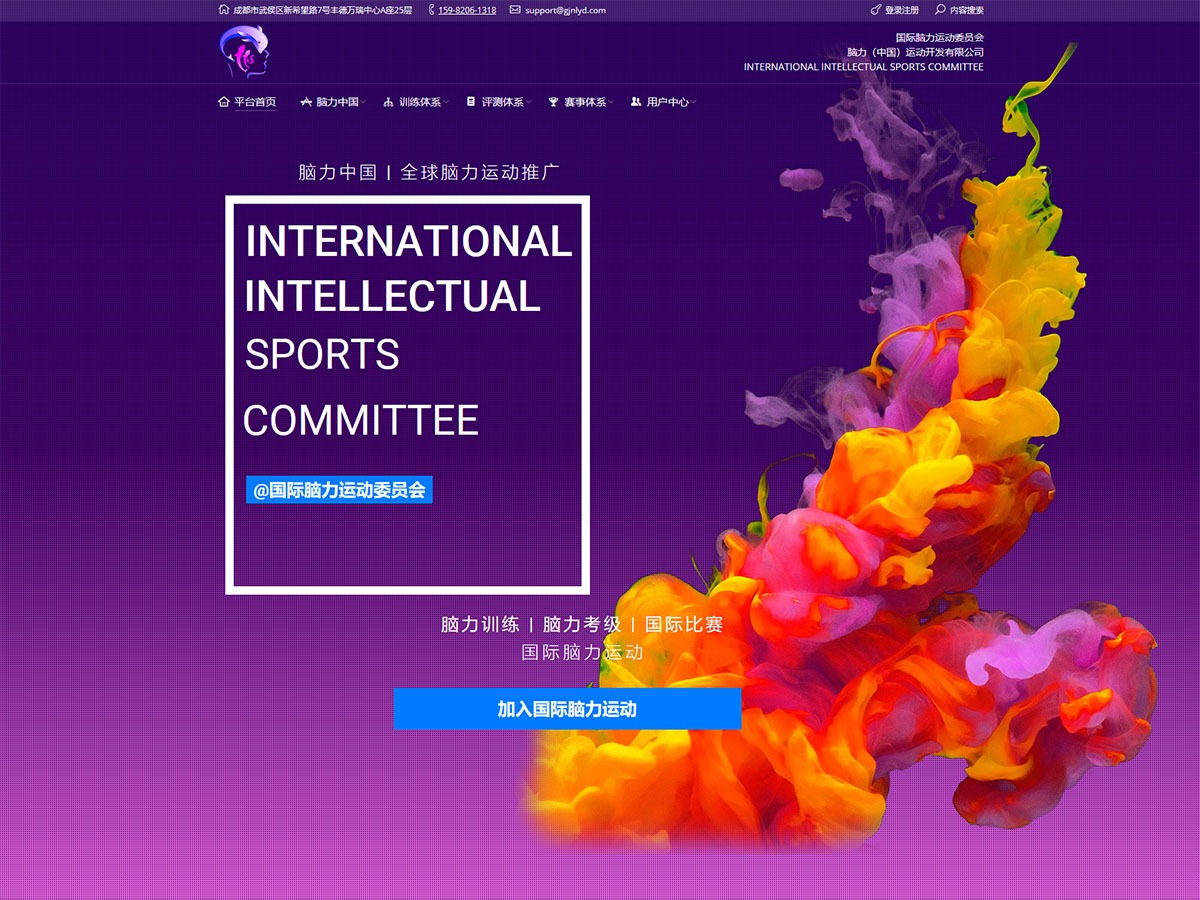 成都市武侯区新希望路7号丰德万瑞中心A座25层 159-8206-1318 support@gjnlyd.com 登录注册 内容搜索
国际脑力运动委员会
脑力（中国）运动开发有限公司
INTERNATIONAL INTELLECTUAL SPORTS COMMITTEE
平台首页 脑力中国 训练体系 评测体系 赛事体系 用户中心
脑力中国 | 全球脑力运动推广
INTERNATIONAL
INTELLECTUAL
SPORTS
COMMITTEE
@国际脑力运动委员会
脑力训练 | 脑力考级 | 国际比赛
国际脑力运动
加入国际脑力运动